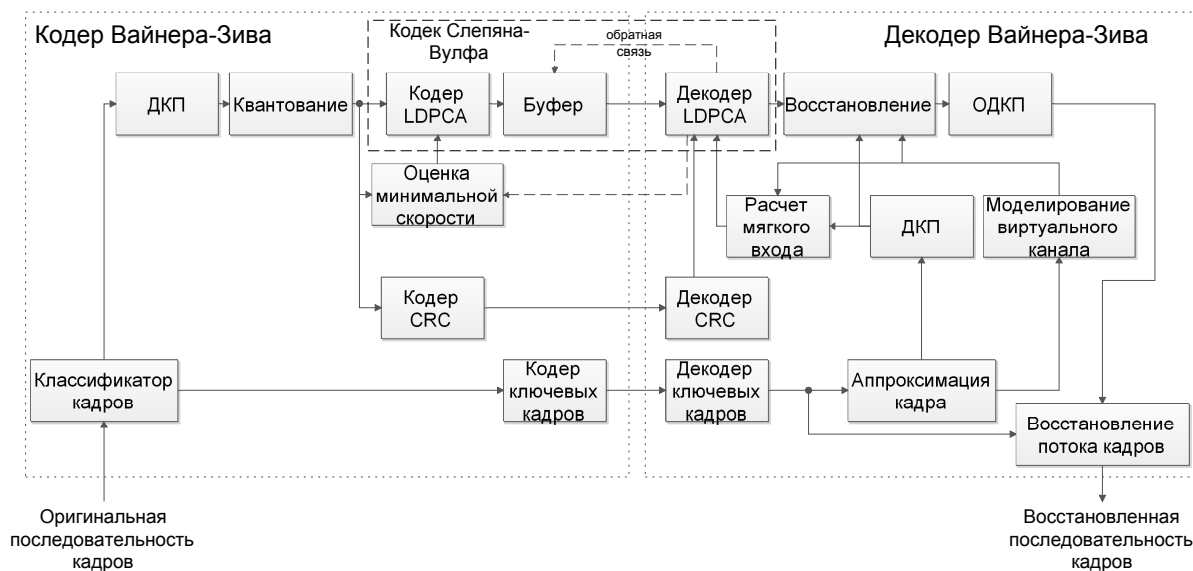 Кодер Вайнера-Зива
Кодек Слепяна-
Вулфа
обратная
связь
Декодер Вайнера-Зива
ДКП
Квантование
Кодер
LDPCA
Буфер
Декодер
LDPCA
Восстановление
ОДКП
Оценка
минимальной
скорости
Расчет
мягкого
входа
ДКП
Моделирование
виртуального
канала
Кодер
CRC
Декодер
CRC
Классификатор
кадров
Кодер
ключевых
кадров
Декодер
ключевых
кадров
Аппроксимация
кадра
Восстановление
потока кадров
Оригинальная
последовательность
кадров
Восстановленная
последовательность
кадров